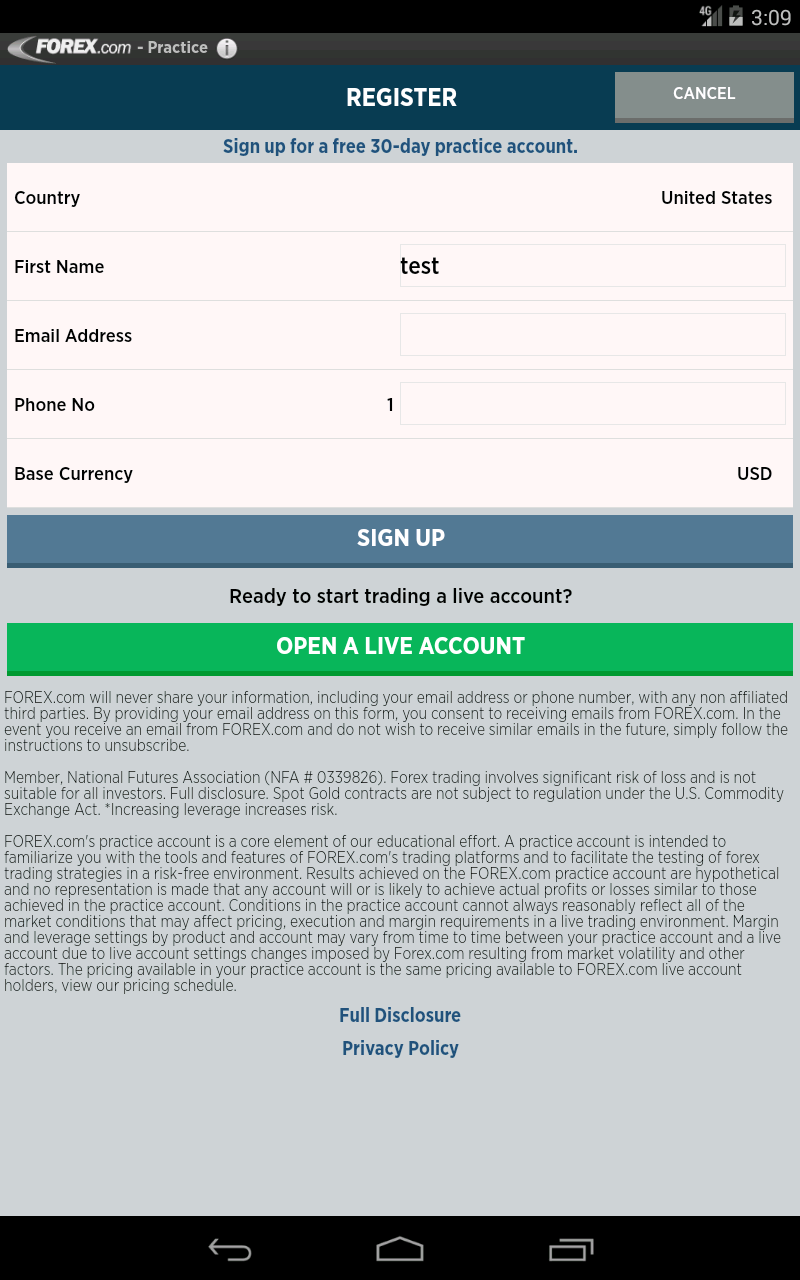 4G 3:09
FOREX.com - Practice i
REGISTER
CANCEL
Sign up for a free 30-day practice account.
Country United States
First Name test
Email Address
Phone No 1
Base Currency USD
SIGN UP
Ready to start trading a live account?
OPEN A LIVE ACCOUNT
FOREX.com will never share your information, including your email address or phone number, with any non affiliated
third parties. By providing your email address on this form, you consent to receiving emails from FOREX.com. In the
event you receive an email from FOREX.com and do not wish to receive similar emails in the future, simply follow the
instructions to unsubscribe.
Member, National Futures Association (NFA # 0339826). Forex trading involves significant risk of loss and is not
suitable for all investors. Full disclosure. Spot Gold contracts are not subject to regulation under the U.S. Commodity
Exchange Act. *Increasing leverage increases risk.
FOREX.com's practice account is a core element of our educational effort. A practice account is intended to
familiarize you with the tools and features of FOREX.com's trading platforms and to facilitate the testing of forex
trading strategies in a risk-free environment. Results achieved on the FOREX.com practice account are hypothetical
and no representation is made that any account will or is likely to achieve actual profits or losses similar to those
achieved in the practice account. Conditions in the practice account cannot always reasonably reflect all of the
market conditions that may affect pricing, execution and margin requirements in a live trading environment. Margin
and leverage settings by product and account may vary from time to time between your practice account and a live
account due to live account settings changes imposed by Forex.com resulting from market volatility and other
factors. The pricing available in your practice account is the same pricing available to FOREX.com live account
holders, view our pricing schedule.
Full Disclosure
Privacy Policy